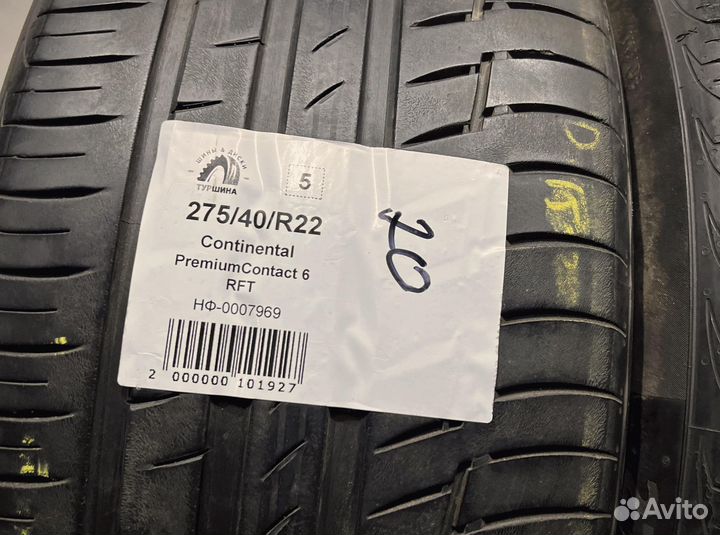 ШИНЫ & ДИСКИ
ТУРШИНА
5
275/40/R22
Continental
PremiumContact 6
RFT
НФ-0007969
2 000000 101927
20
Avito